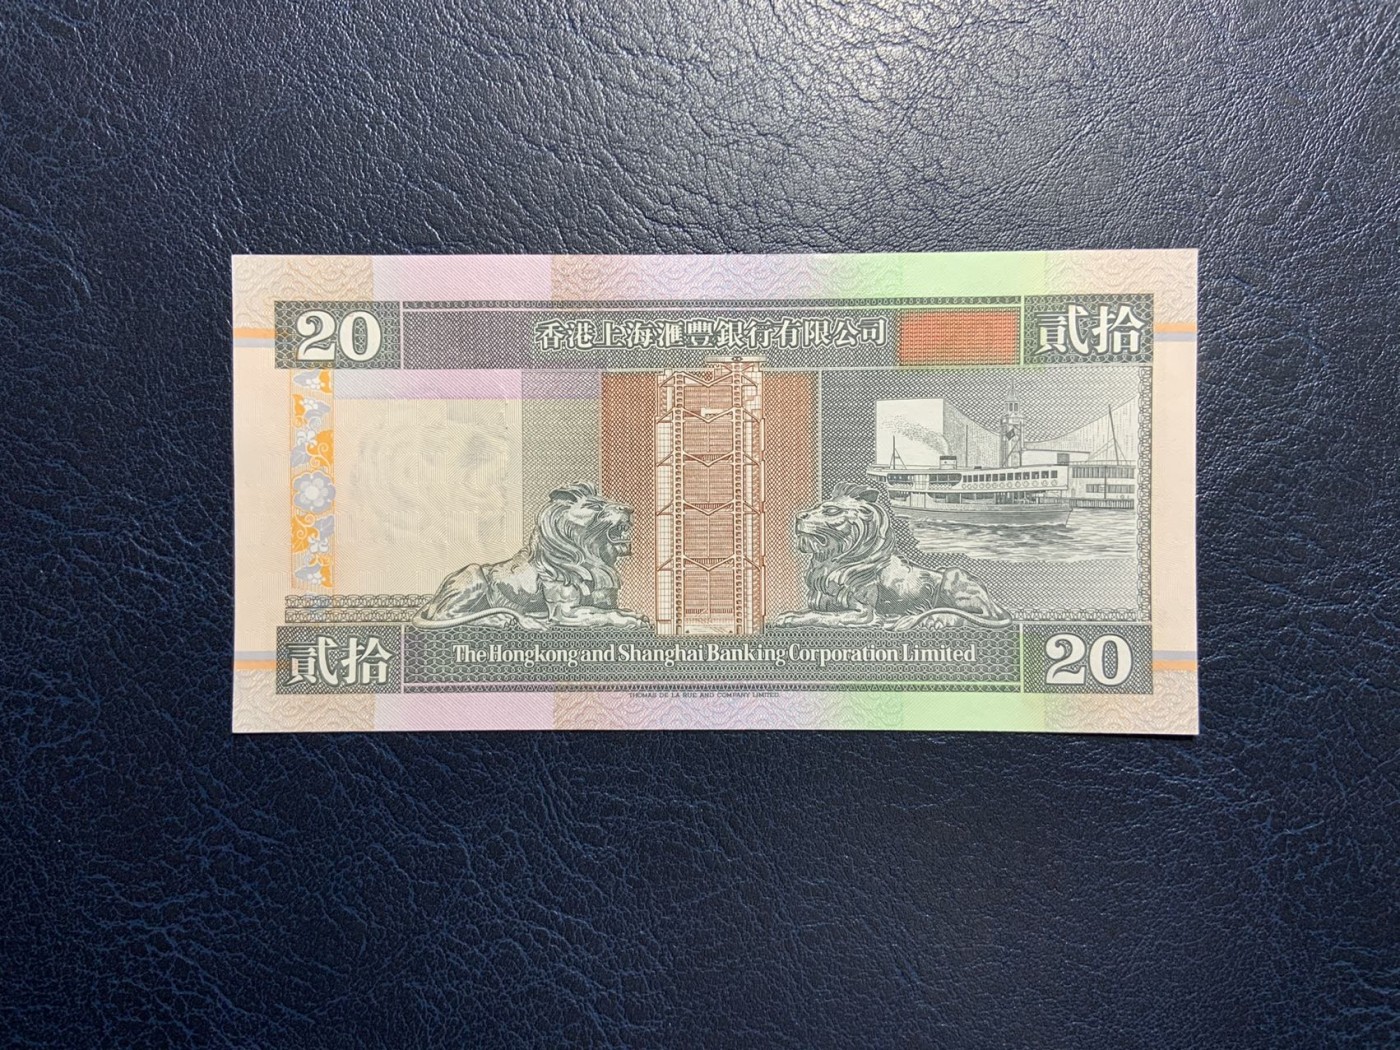 20
香港上海滙豐銀行有限公司
貳拾
貳拾
The Hongkong and Shanghai Banking Corporation Limited
20
THOMAS DE LA RUE AND COMPANY LIMITED